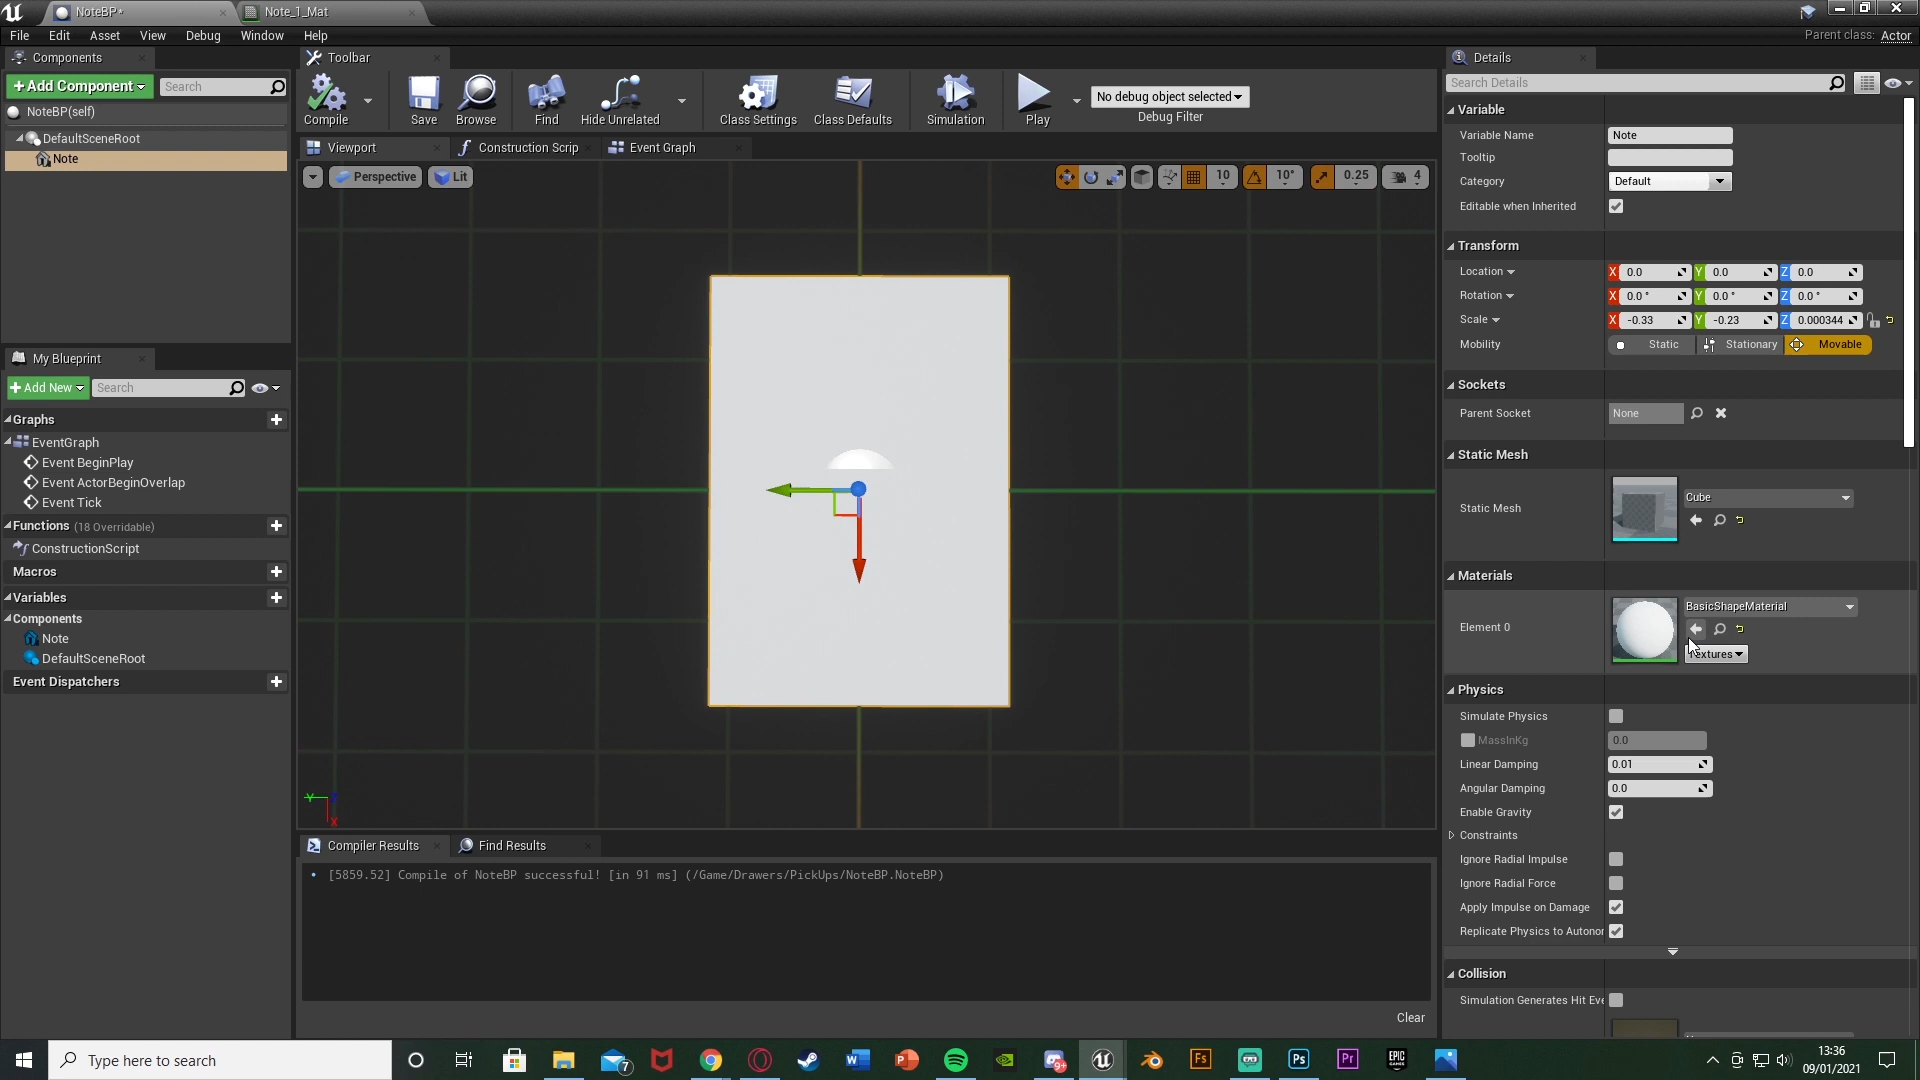 NoteBP*
Note_1_Mat
File Edit Asset View Debug Window Help
Parent class: Actor
Components
Toolbar
Details
+Add Component
Search
Compile
Save
Browse
Find
Hide Unrelated
Class Settings
Class Defaults
Simulation
Play
No debug object selected
Debug Filter
Search Details
NoteBP(self)
DefaultSceneRoot
Note
Viewport
Construction Scrip
Event Graph
Perspective
Lit
10
10°
0.25
4
Variable
Variable Name
Note
Tooltip
Category
Default
Editable when Inherited
Transform
Location X 0.0 Y 0.0 Z 0.0
Rotation X 0.0 ° Y 0.0 ° Z 0.0 °
Scale X -0.33 Y -0.23 Z 0.000344
Mobility Static Stationary Movable
Sockets
Parent Socket None
Static Mesh
Static Mesh
Cube
Materials
Element 0
BasicShapeMaterial
Physics
Simulate Physics
MassInKg 0.0
Linear Damping 0.01
Angular Damping 0.0
Enable Gravity
Constraints
Ignore Radial Impulse
Ignore Radial Force
Apply Impulse on Damage
Replicate Physics to Autonor
Collision
Simulation Generates Hit Eve
My Blueprint
+Add New
Search
Graphs
EventGraph
Event BeginPlay
Event ActorBeginOverlap
Event Tick
Functions (18 Overridable)
ConstructionScript
Macros
Variables
Components
Note
DefaultSceneRoot
Event Dispatchers
Y
X
Compiler Results
Find Results
• [5859.52] Compile of NoteBP successful! [in 91 ms] (/Game/Drawers/PickUps/NoteBP.NoteBP)
Clear
Type here to search
13:36
09/01/2021